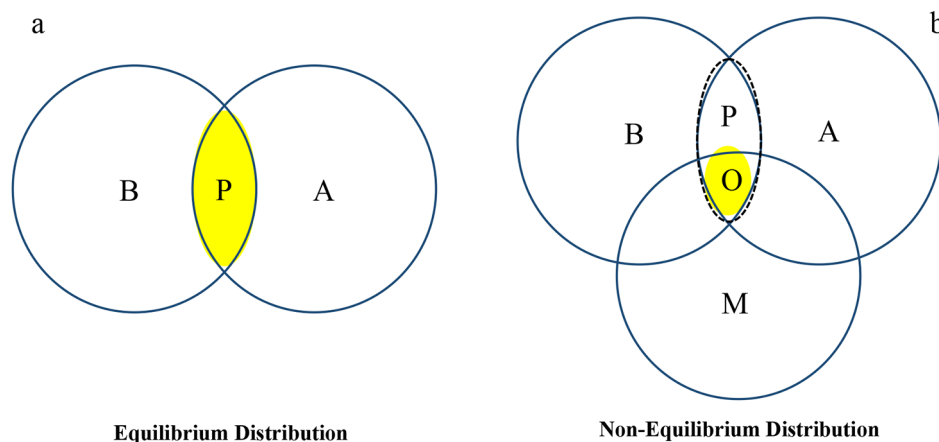 a
B P A
Equilibrium Distribution
b
B P A
O
M
Non-Equilibrium Distribution